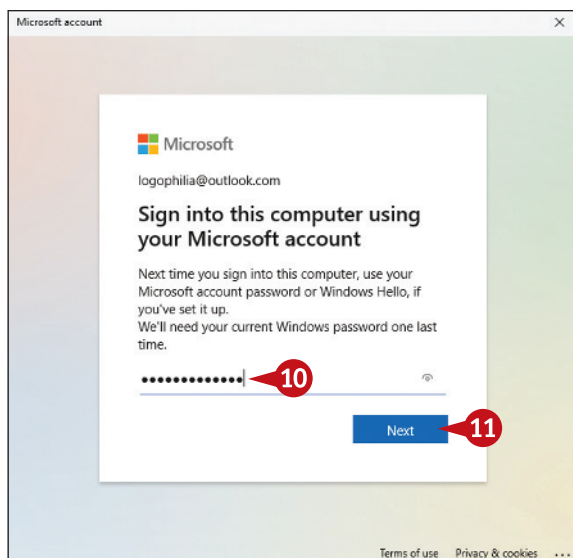 Microsoft account
Microsoft
logophilia@outlook.com
Sign into this computer using
your Microsoft account
Next time you sign into this computer, use your
Microsoft account password or Windows Hello, if
you've set it up.
We'll need your current Windows password one last
time.
•••••••••••••
10
Next
11
Terms of use Privacy & cookies ...